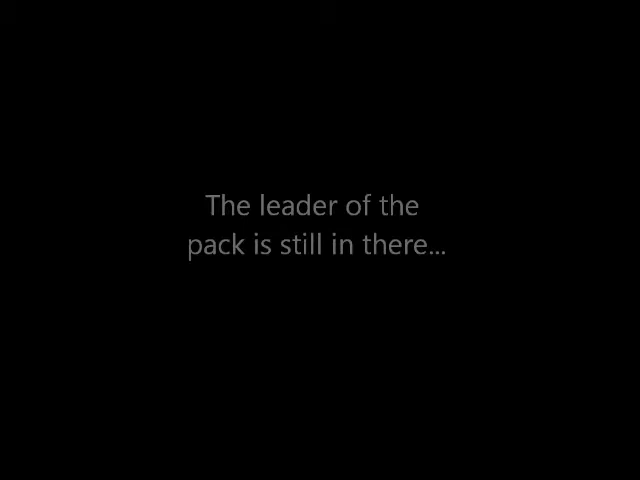 The leader of the
pack is still in there...